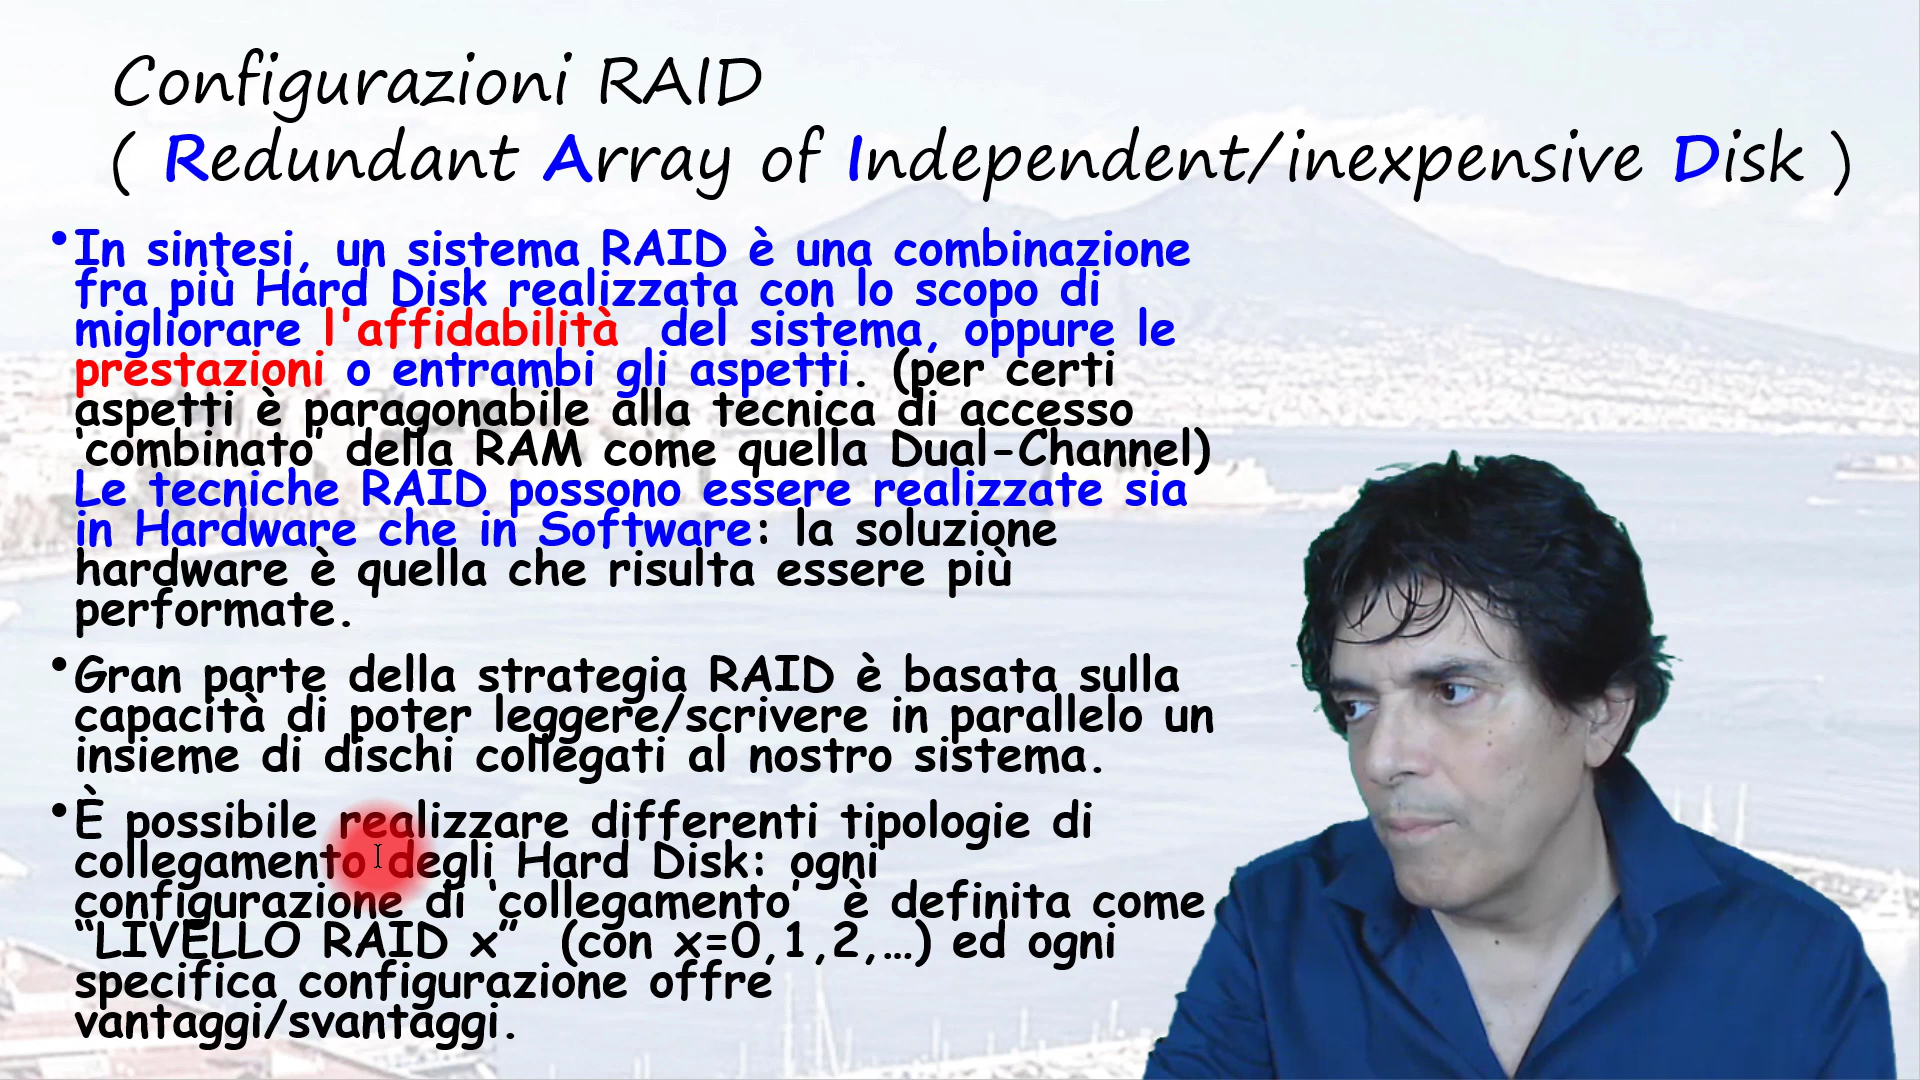 Configurazioni RAID
( Redundant Array of Independent/inexpensive Disk )
•In sintesi, un sistema RAID è una combinazione
fra più Hard Disk realizzata con lo scopo di
migliorare l'affidabilità del sistema, oppure le
prestazioni o entrambi gli aspetti. (per certi
aspetti è paragonabile alla tecnica di accesso
‘combinato’ della RAM come quella Dual-Channel)
Le tecniche RAID possono essere realizzate sia
in Hardware che in Software: la soluzione
hardware è quella che risulta essere più
performate.
•Gran parte della strategia RAID è basata sulla
capacità di poter leggere/scrivere in parallelo un
insieme di dischi collegati al nostro sistema.
•È possibile realizzare differenti tipologie di
collegamento degli Hard Disk: ogni
configurazione di ‘collegamento’ è definita come
“LIVELLO RAID x” (con x=0,1,2,…) ed ogni
specifica configurazione offre
vantaggi/svantaggi.